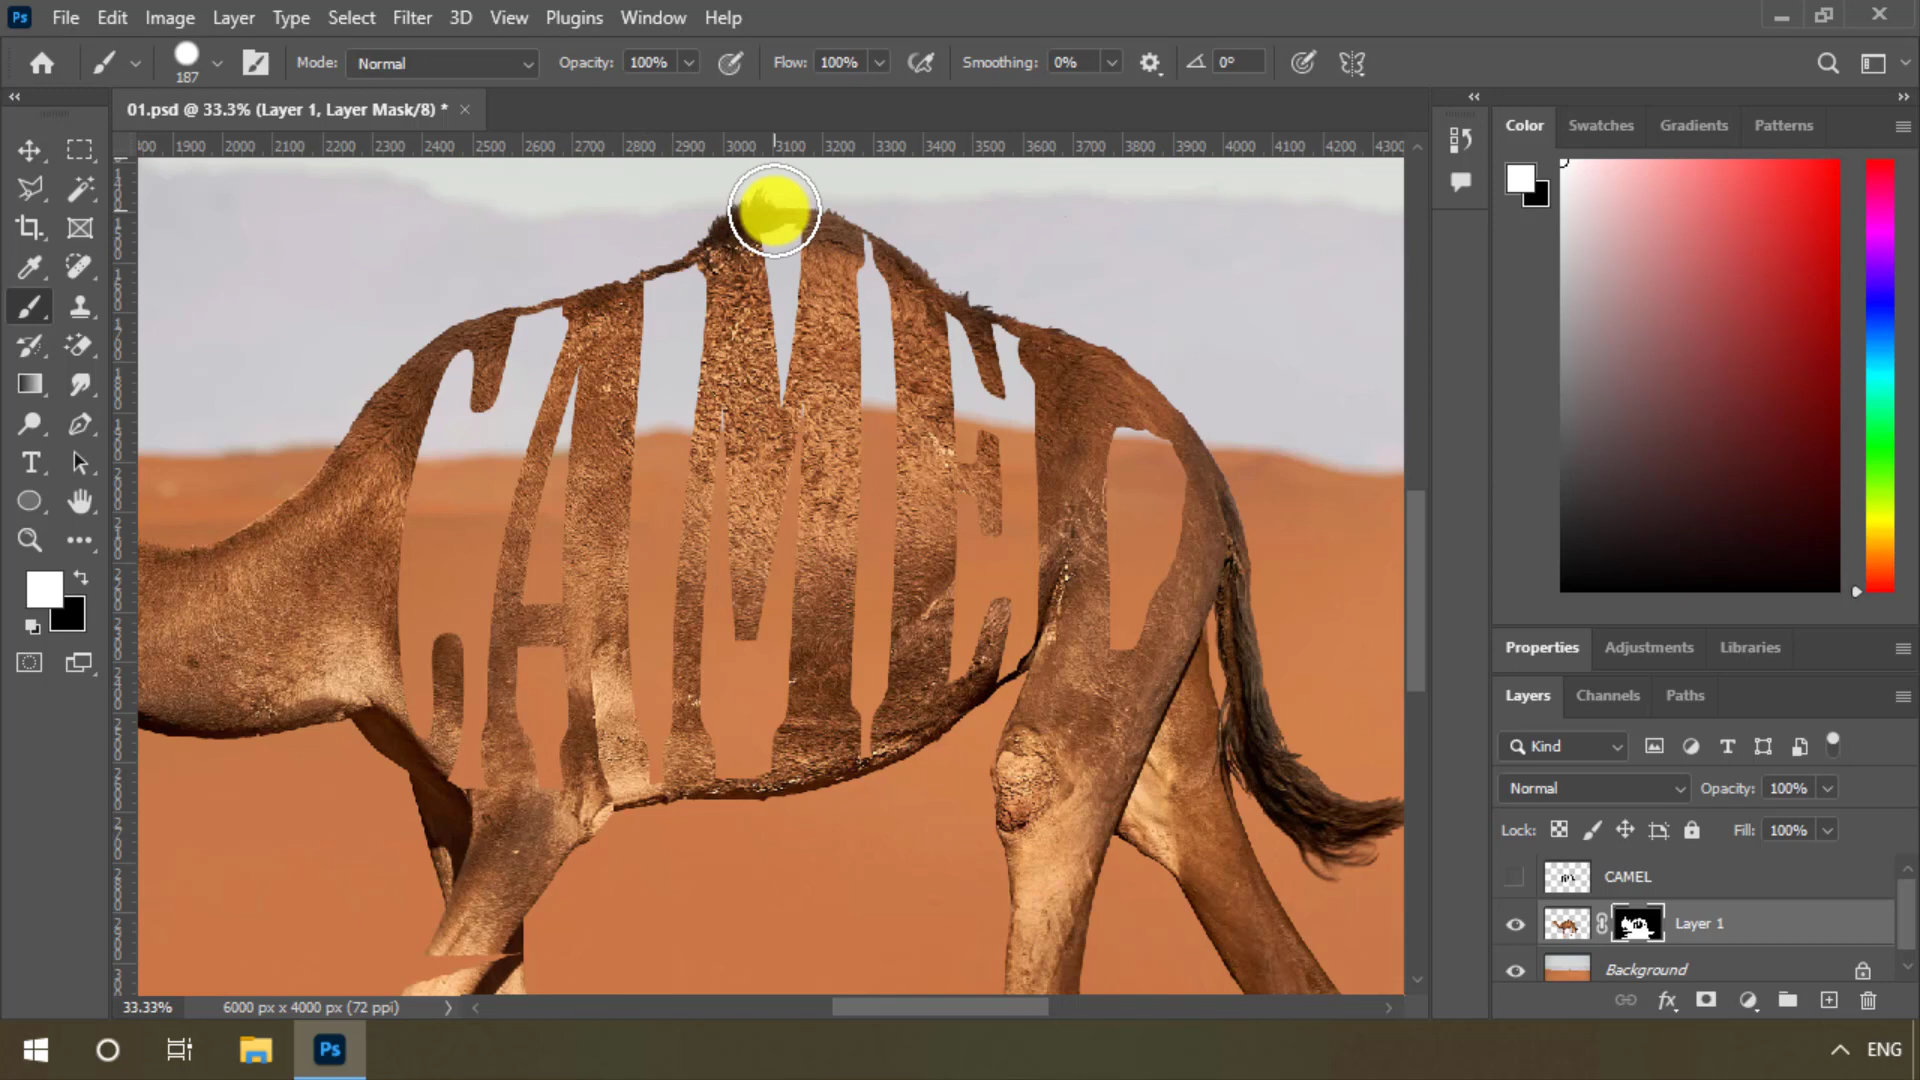 Ps File Edit Image Layer Select Type Filter 3D View Plugins Window Help
187 Mode: Normal Opacity: 100% Flow: 100% Smoothing: 0% 0°
01.psd @ 33.3% (Layer 1, Layer Mask/8) *
1900 2000 2100 2200 2300 2400 2500 2600 2700 2800 2900 3000 3100 3200 3300 3400 3500 3600 3700 3800 3900 4000 4100 4200 4300
Color Swatches Gradients Patterns
CAMEL
Properties Adjustments Libraries
Layers Channels Paths
Kind
Normal Opacity: 100%
Lock: Fill: 100%
CAMEL
Layer 1
Background
33.33% 6000 px x 4000 px (72 ppi)
fx
Ps ENG